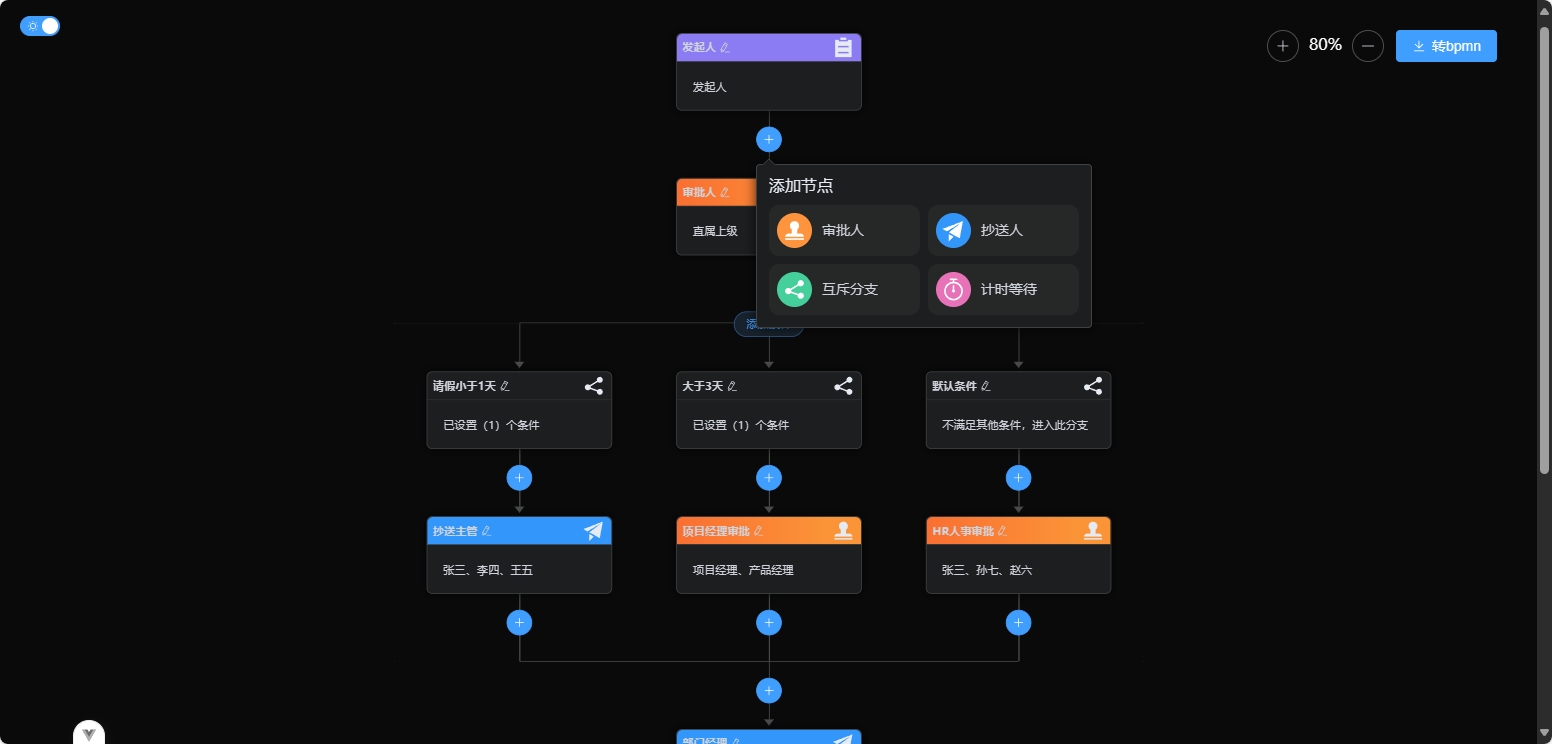 发起人
80%
转bpmn
发起人
添加节点
审批人
直属上级
审批人
抄送人
互斥分支
计时等待
请假小于1天
大于3天
默认条件
已设置（1）个条件
已设置（1）个条件
不满足其他条件，进入此分支
抄送主管
项目经理审批
HR人事审批
张三、李四、王五
项目经理、产品经理
张三、孙七、赵六
部门经理